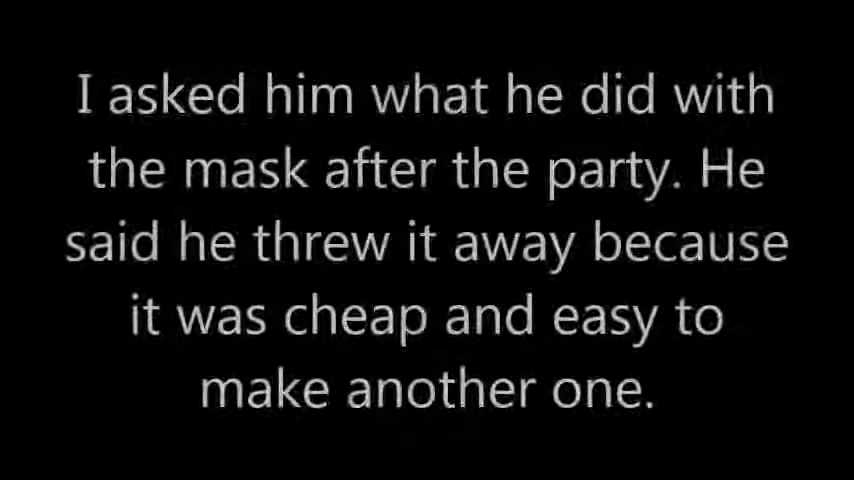 I asked him what he did with
the mask after the party. He
said he threw it away because
it was cheap and easy to
make another one.